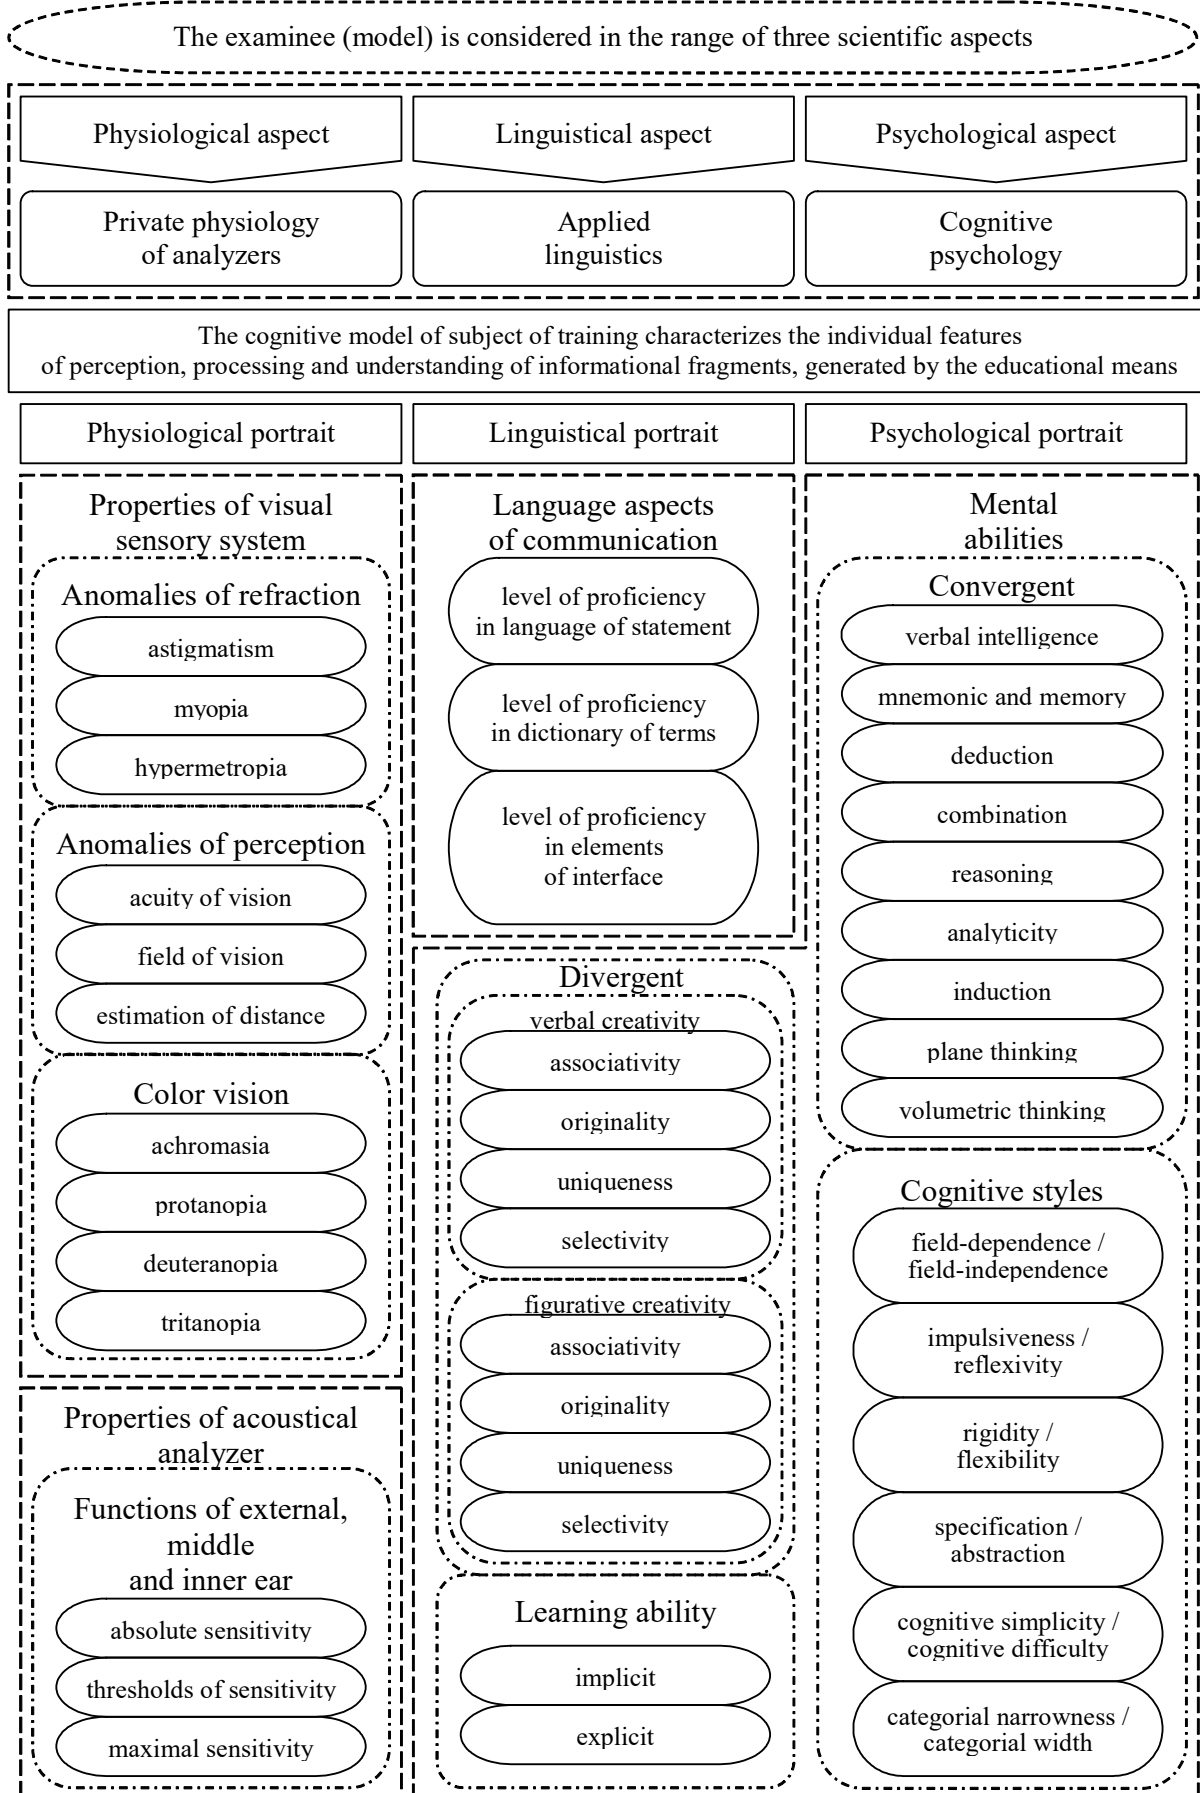 The examinee (model) is considered in the range of three scientific aspects
Physiological aspect
Linguistical aspect
Psychological aspect
Private physiology
of analyzers
Applied
linguistics
Cognitive
psychology
The cognitive model of subject of training characterizes the individual features
of perception, processing and understanding of informational fragments, generated by the educational means
Physiological portrait
Linguistical portrait
Psychological portrait
Properties of visual
sensory system
Anomalies of refraction
astigmatism
myopia
hypermetropia
Anomalies of perception
acuity of vision
field of vision
estimation of distance
Color vision
achromasia
protanopia
deuteranopia
tritanopia
Properties of acoustical
analyzer
Functions of external,
middle
and inner ear
absolute sensitivity
thresholds of sensitivity
maximal sensitivity
Language aspects
of communication
level of proficiency
in language of statement
level of proficiency
in dictionary of terms
level of proficiency
in elements
of interface
Mental
abilities
Convergent
verbal intelligence
mnemonic and memory
deduction
combination
reasoning
analyticity
induction
plane thinking
volumetric thinking
Divergent
verbal creativity
associativity
originality
uniqueness
selectivity
figurative creativity
associativity
originality
uniqueness
selectivity
Learning ability
implicit
explicit
Cognitive styles
field-dependence /
field-independence
impulsiveness /
reflexivity
rigidity /
flexibility
specification /
abstraction
cognitive simplicity /
cognitive difficulty
categorial narrowness /
categorial width